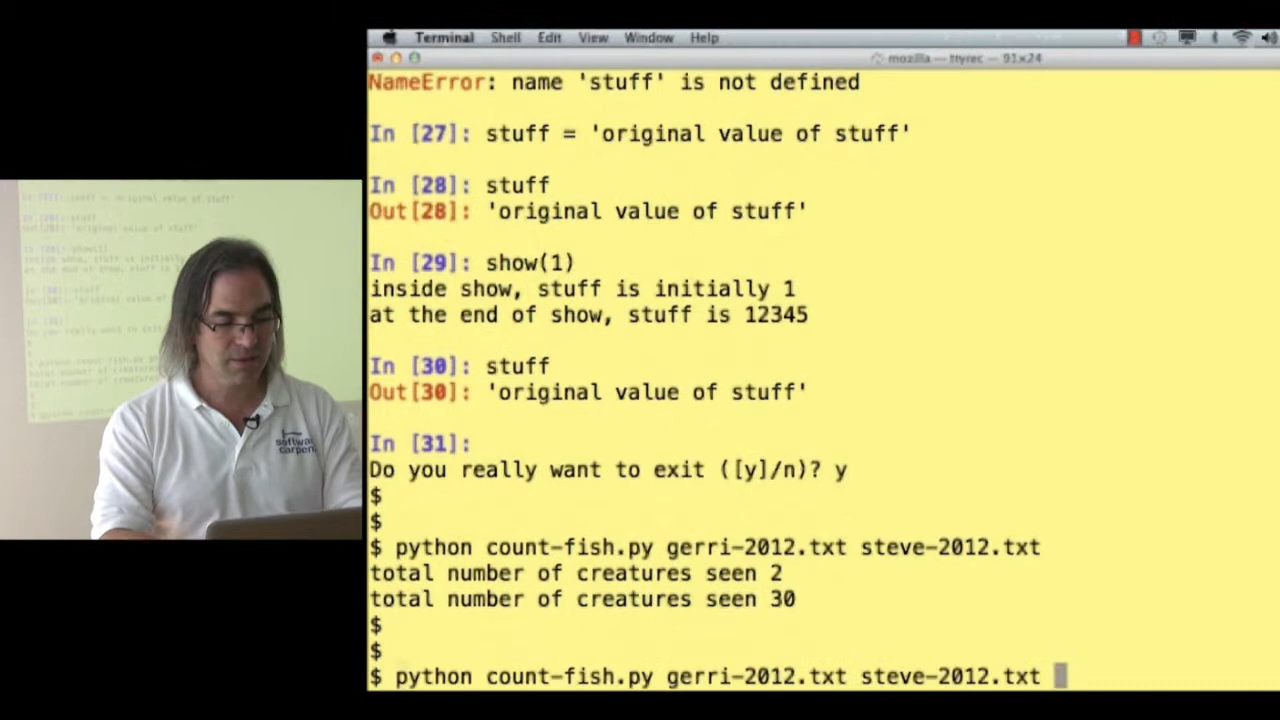 Terminal Shell Edit View Window Help
mozilla — ttyrec — 91×24
NameError: name 'stuff' is not defined
In [27]: stuff = 'original value of stuff'
In [28]: stuff
Out[28]: 'original value of stuff'
In [29]: show(1)
inside show, stuff is initially 1
at the end of show, stuff is 12345
In [30]: stuff
Out[30]: 'original value of stuff'
In [31]:
Do you really want to exit ([y]/n)? y
$
$
$ python count-fish.py gerri-2012.txt steve-2012.txt
total number of creatures seen 2
total number of creatures seen 30
$
$
$ python count-fish.py gerri-2012.txt steve-2012.txt